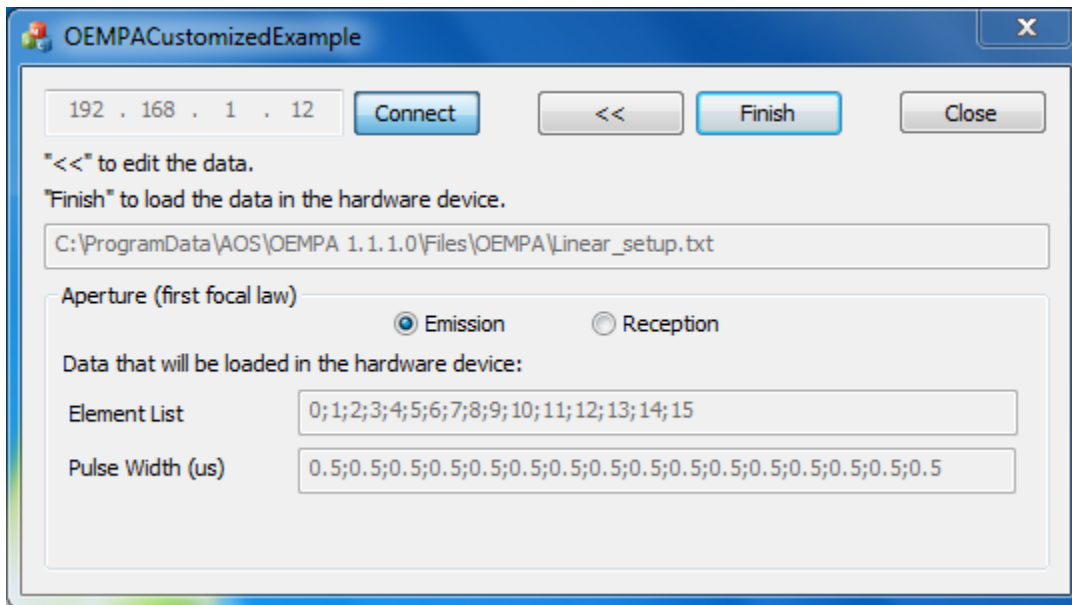 OEMPACustomizedExample
192 . 168 . 1 . 12 Connect << Finish Close
"<<" to edit the data.
"Finish" to load the data in the hardware device.
C:\ProgramData\AOS\OEMPA 1.1.1.0\Files\OEMPA\Linear_setup.txt
Aperture (first focal law)
Emission Reception
Data that will be loaded in the hardware device:
Element List 0;1;2;3;4;5;6;7;8;9;10;11;12;13;14;15
Pulse Width (us) 0.5;0.5;0.5;0.5;0.5;0.5;0.5;0.5;0.5;0.5;0.5;0.5;0.5;0.5;0.5;0.5